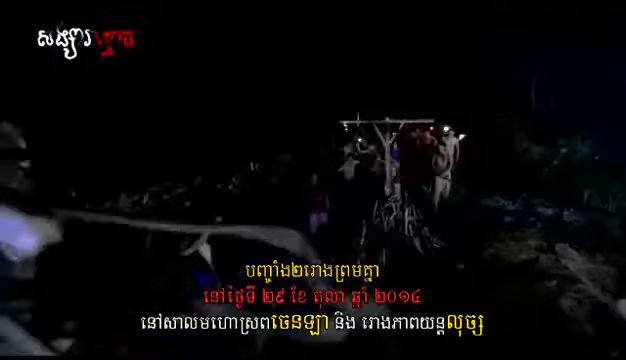 សង្សារខ្មោច
បញ្ចាំង២រោងព្រមគ្នា
នៅថ្ងៃទី ២៩ ខែ តុលា ឆ្នាំ ២០១៤
នៅសាលមហោស្រពចេនឡា និង រោងភាពយន្តលុច្ស